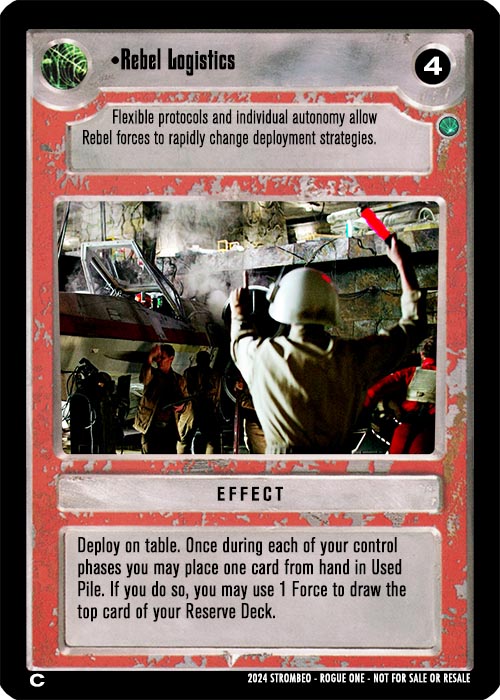 •Rebel Logistics
4
Flexible protocols and individual autonomy allow
Rebel forces to rapidly change deployment strategies.
EFFECT
Deploy on table. Once during each of your control
phases you may place one card from hand in Used
Pile. If you do so, you may use 1 Force to draw the
top card of your Reserve Deck.
C
2024 STROMBEO - ROGUE ONE - NOT FOR SALE OR RESALE